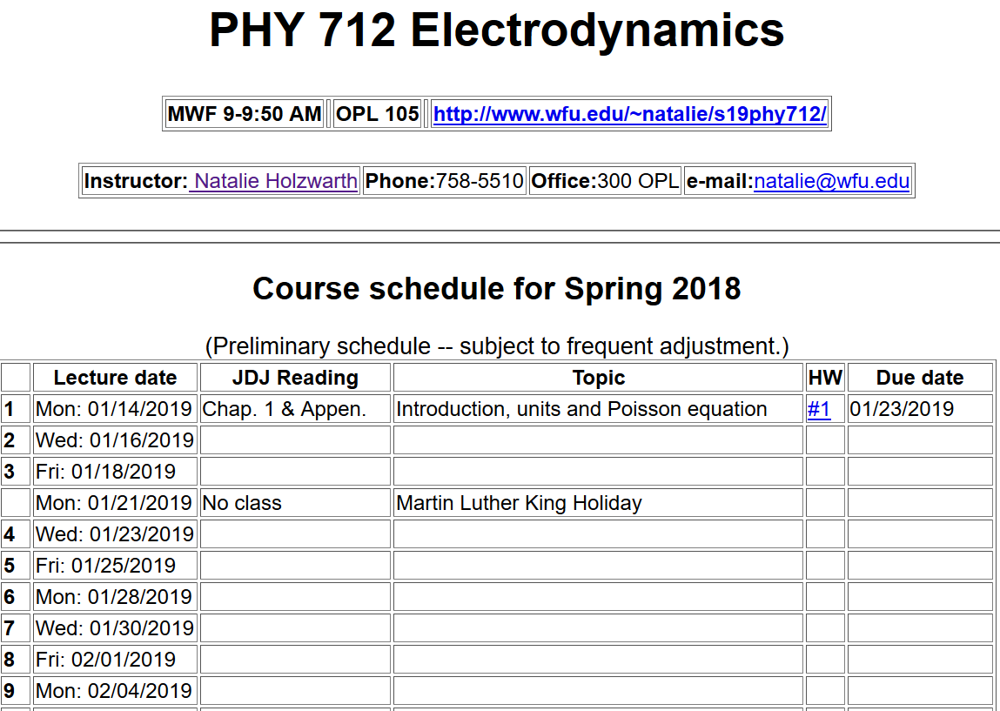 PHY 712 Electrodynamics
MWF 9-9:50 AM OPL 105 http://www.wfu.edu/~natalie/s19phy712/
Instructor: Natalie Holzwarth Phone:758-5510 Office:300 OPL e-mail:natalie@wfu.edu
Course schedule for Spring 2018
(Preliminary schedule -- subject to frequent adjustment.)
Lecture date JDJ Reading Topic HW Due date
1 Mon: 01/14/2019 Chap. 1 & Appen. Introduction, units and Poisson equation #1 01/23/2019
2 Wed: 01/16/2019
3 Fri: 01/18/2019
Mon: 01/21/2019 No class Martin Luther King Holiday
4 Wed: 01/23/2019
5 Fri: 01/25/2019
6 Mon: 01/28/2019
7 Wed: 01/30/2019
8 Fri: 02/01/2019
9 Mon: 02/04/2019